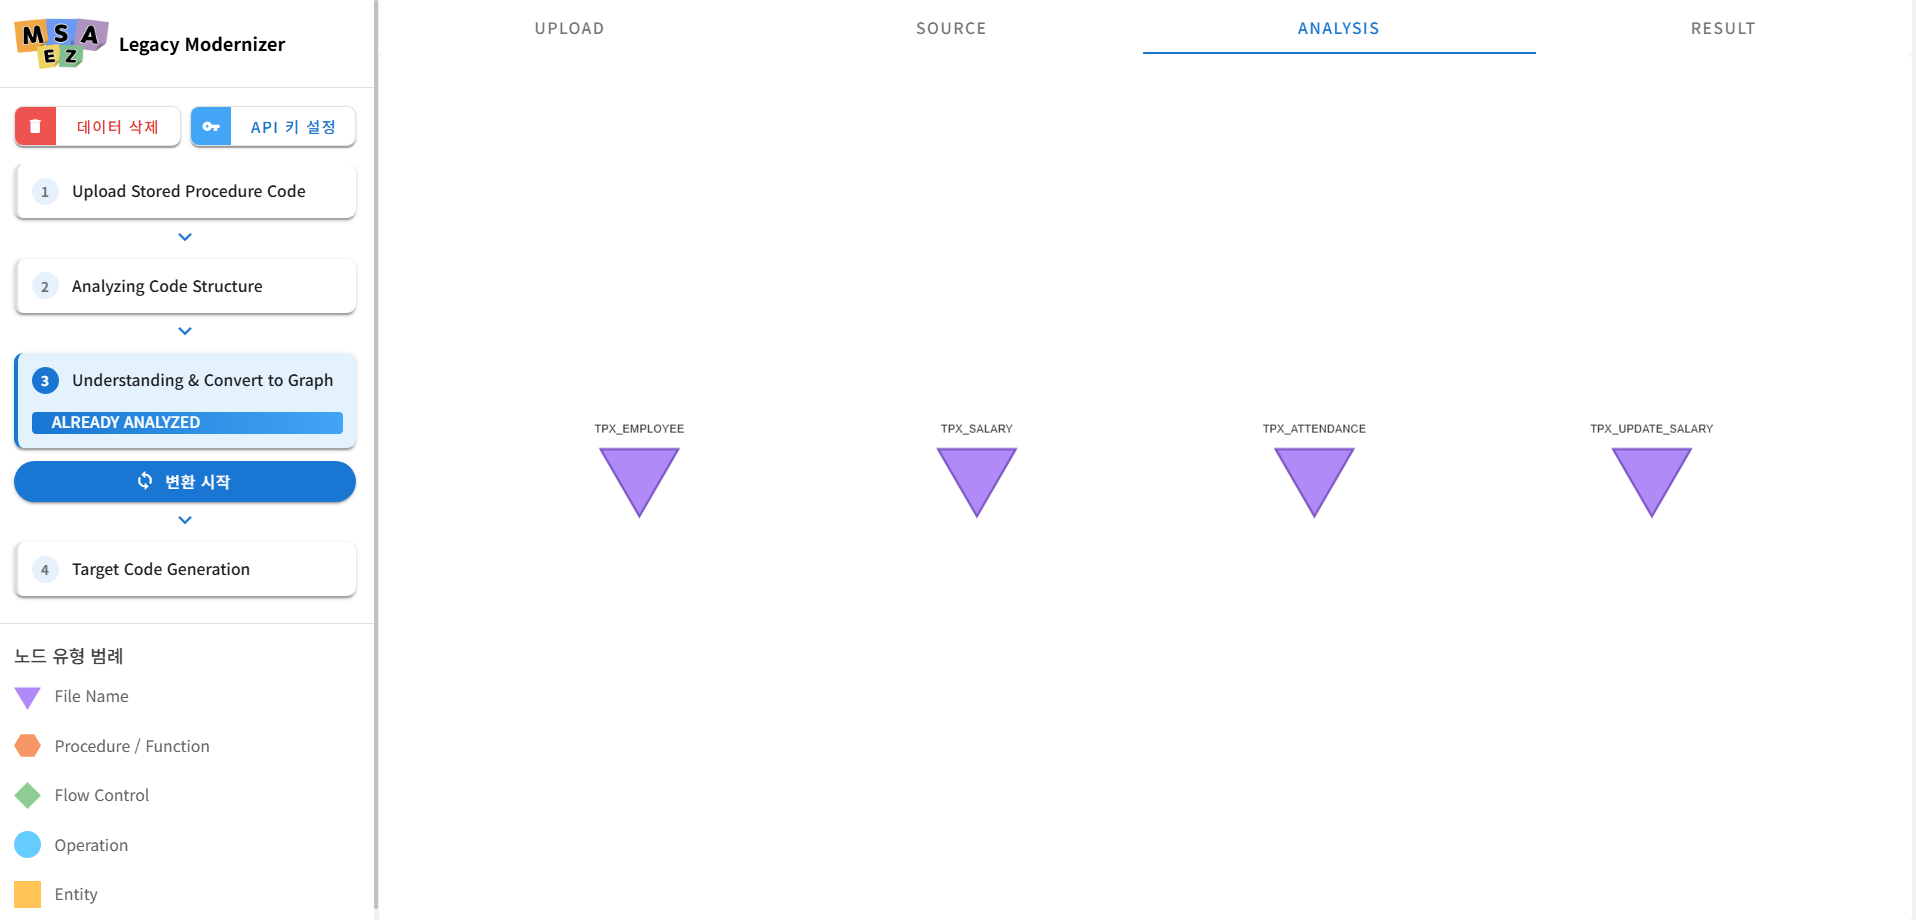 MSA
EZ
Legacy Modernizer
데이터 삭제
API 키 설정
1 Upload Stored Procedure Code
2 Analyzing Code Structure
3 Understanding & Convert to Graph
ALREADY ANALYZED
변환 시작
4 Target Code Generation
노드 유형 범례
File Name
Procedure / Function
Flow Control
Operation
Entity
UPLOAD SOURCE ANALYSIS RESULT
TPX_EMPLOYEE TPX_SALARY TPX_ATTENDANCE TPX_UPDATE_SALARY